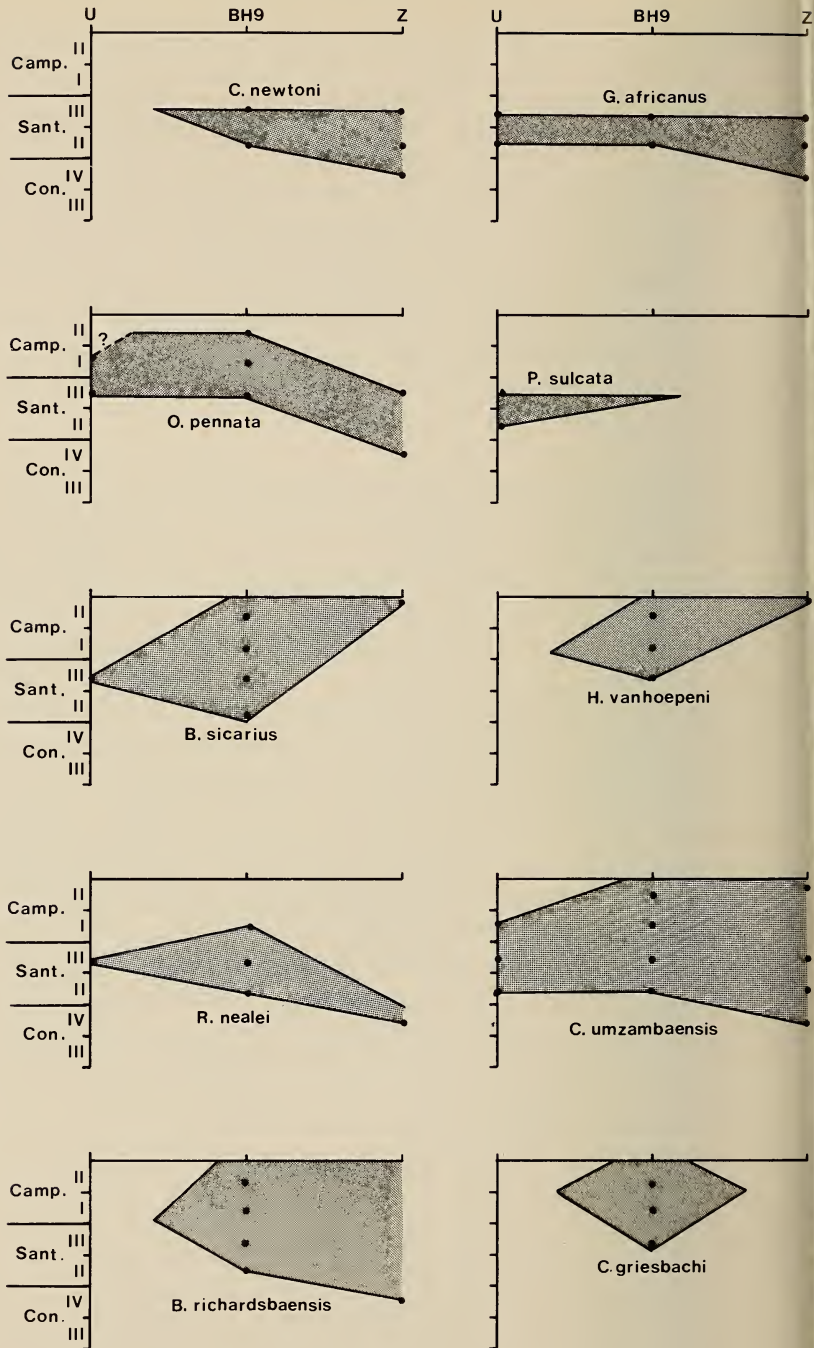 U BH9 Z U BH9 Z
II
Camp.
I
C. newtoni G. africanus
III
Sant.
II
IV
Con.
III
II
?
Camp.
I
III P. sulcata
Sant.
II O. pennata
IV
Con.
III
II
Camp.
I
III
Sant. H. vanhoepeni
II
B. sicarius
IV
Con.
III
II
Camp.
I
III
Sant.
II
IV R. nealei C. umzambaensis
Con.
III
II
Camp.
I
III
Sant. C. griesbachi
II
IV B. richardsbaensis
Con.
III